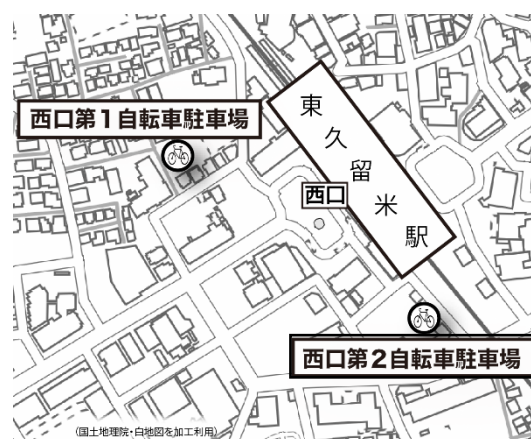 西口第1自転車駐車場
東久留米駅
西口
西口第2自転車駐車場
(国土地理院・白地図を加工利用)